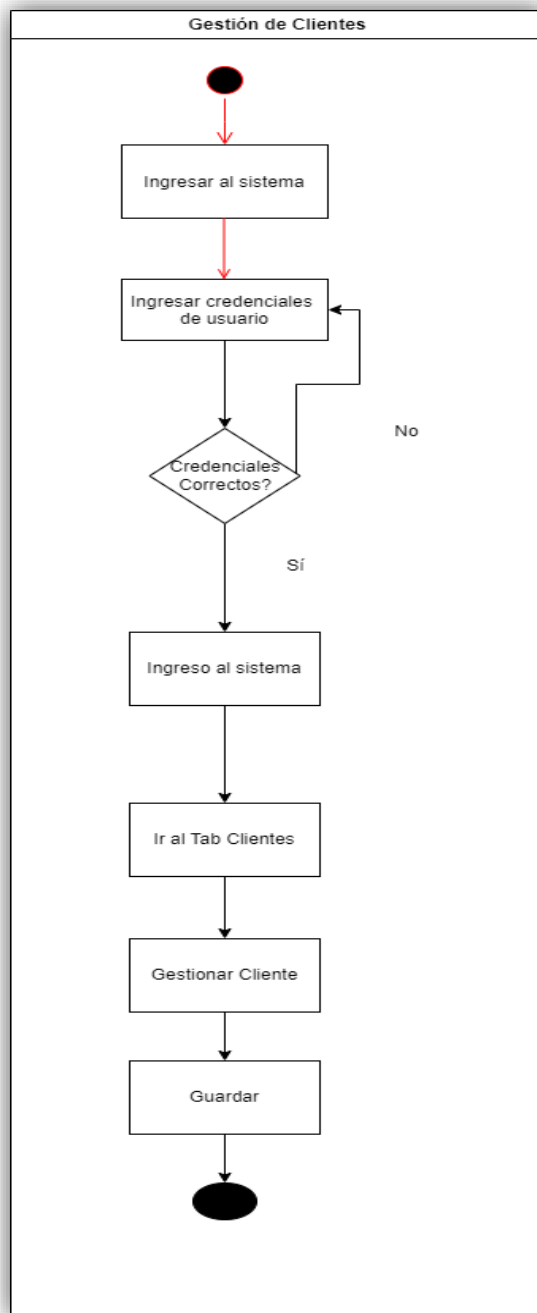 Gestión de Clientes
Ingresar al sistema
Ingresar credenciales
de usuario
No
Credenciales
Correctos?
Sí
Ingreso al sistema
Ir al Tab Clientes
Gestionar Cliente
Guardar